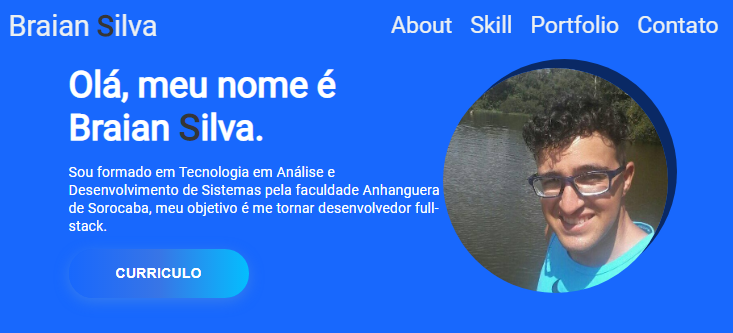 Braian Silva
About Skill Portfolio Contato
Olá, meu nome é
Braian Silva.
Sou formado em Tecnologia em Análise e
Desenvolvimento de Sistemas pela faculdade Anhanguera
de Sorocaba, meu objetivo é me tornar desenvolvedor full-
stack.
CURRICULO